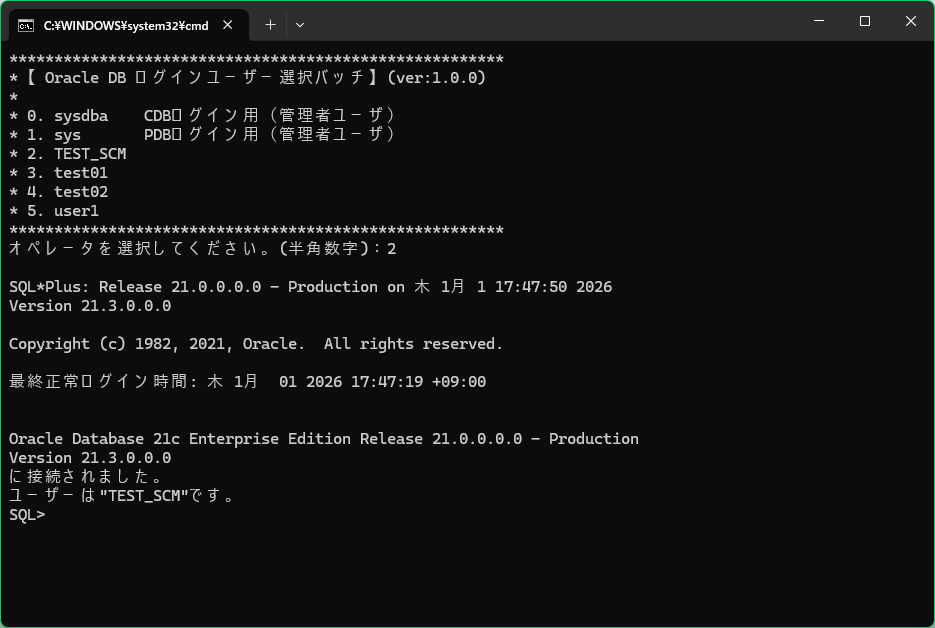 C:¥WINDOWS¥system32¥cmd
*******************************************************
*【 Oracle DB ログインユーザー選択バッチ】(ver:1.0.0)
*
* 0. sysdba    CDBログイン用（管理者ユーザ）
* 1. sys       PDBログイン用（管理者ユーザ）
* 2. TEST_SCM
* 3. test01
* 4. test02
* 5. user1
*******************************************************
オペレータを選択してください。(半角数字)：2
SQL*Plus: Release 21.0.0.0.0 - Production on 木 1月 1 17:47:50 2026
Version 21.3.0.0.0
Copyright (c) 1982, 2021, Oracle.  All rights reserved.
最終正常ログイン時間: 木 1月  01 2026 17:47:19 +09:00
Oracle Database 21c Enterprise Edition Release 21.0.0.0.0 - Production
Version 21.3.0.0.0
に接続されました。
ユーザーは"TEST_SCM"です。
SQL>